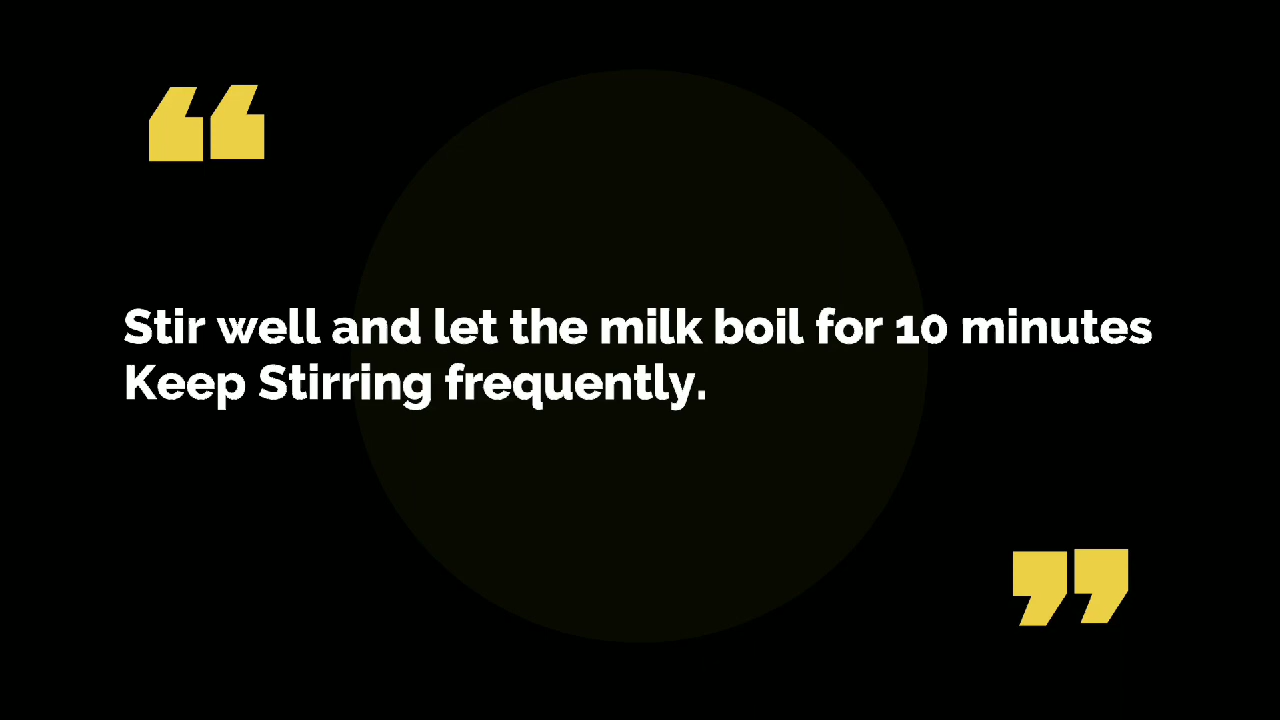 “
Stir well and let the milk boil for 10 minutes
Keep Stirring frequently.
”